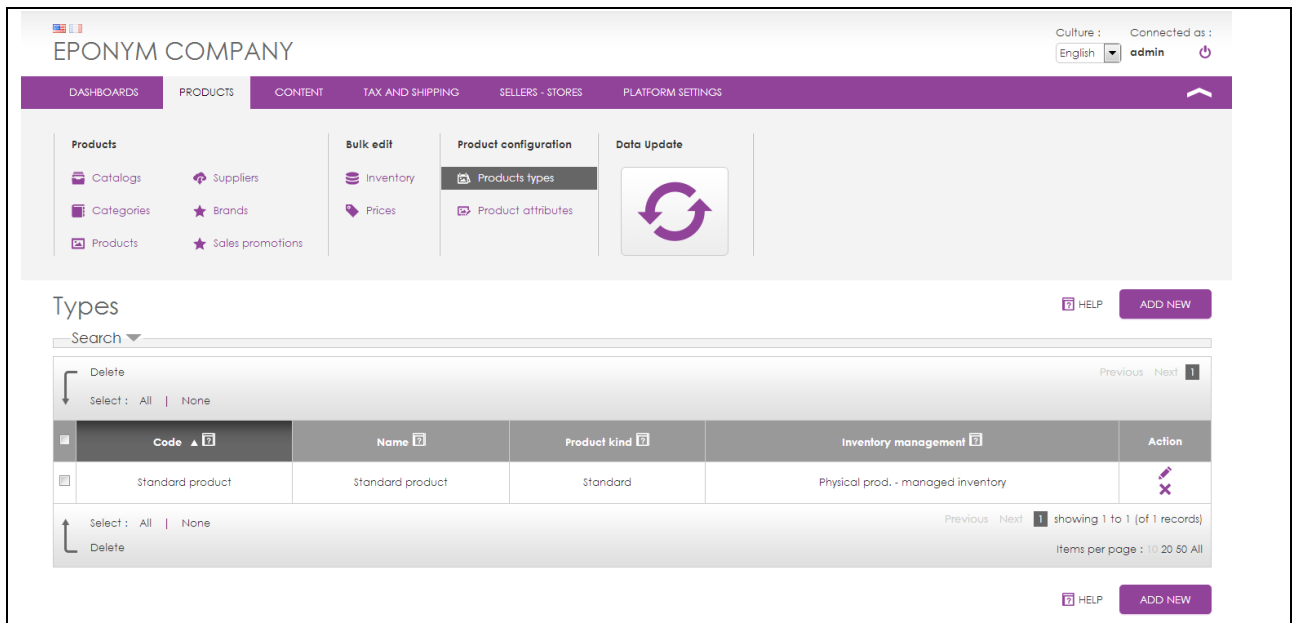 Culture : Connected as :
EPONYM COMPANY
English admin
DASHBOARDS PRODUCTS CONTENT TAX AND SHIPPING SELLERS - STORES PLATFORM SETTINGS
Products Bulk edit Product configuration Data Update
Catalogs Suppliers Inventory Products types
Categories Brands Prices Product attributes
Products Sales promotions
Types
? HELP ADD NEW
Search
Delete Previous Next 1
Select : All | None
Code ▲ ? Name ? Product kind ? Inventory management ? Action
Standard product Standard product Standard Physical prod. - managed inventory
Select : All | None Previous Next 1 showing 1 to 1 (of 1 records)
Delete Items per page : 10 20 50 All
? HELP ADD NEW